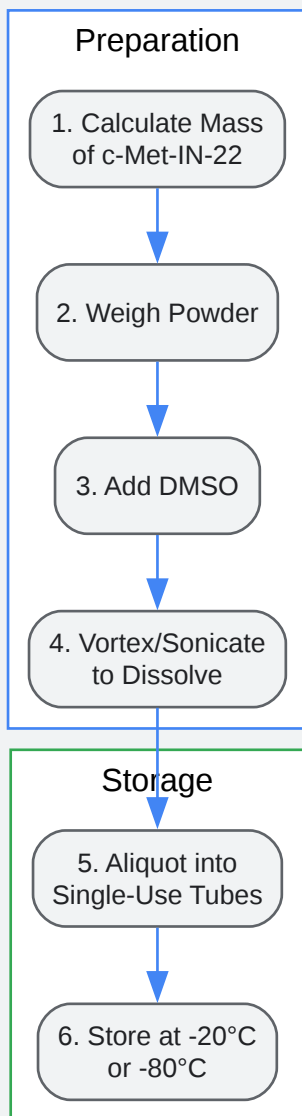 Preparation
1. Calculate Mass
of c-Met-IN-22
2. Weigh Powder
3. Add DMSO
4. Vortex/Sonicate
to Dissolve
Storage
5. Aliquot into
Single-Use Tubes
6. Store at -20°C
or -80°C